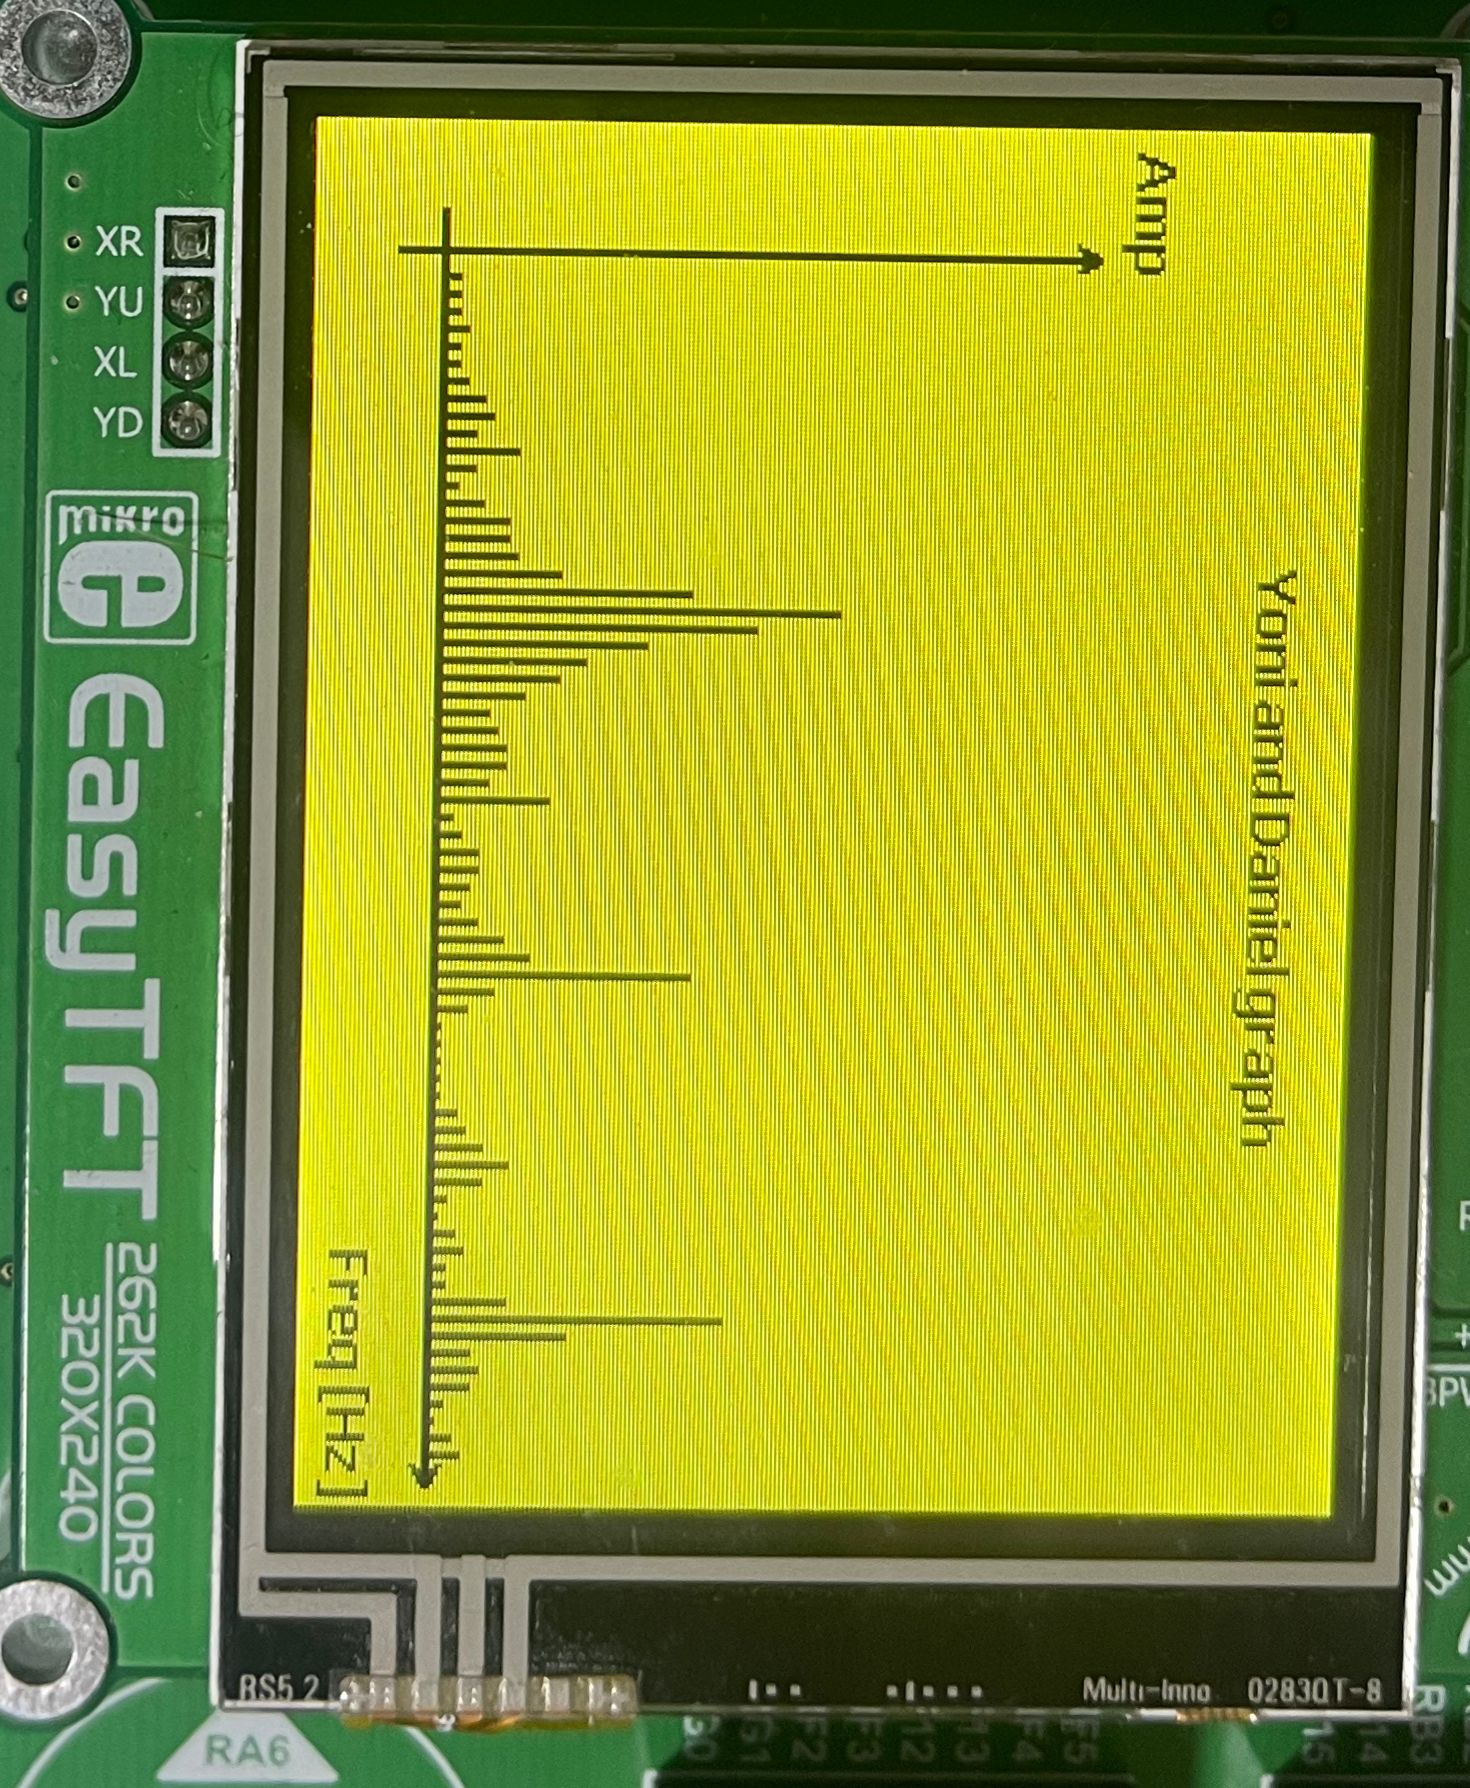 RB3
14
15
Yoni and Daniel graph
Multi-Inno 0283QT-8
Amp
F5
F4
13
12
F3
F2
G1
G0
Freq [Hz]
RS5.2
RA6
XR
YU
XL
YD
mikro
e
EasyTFT
262K COLORS
320X240